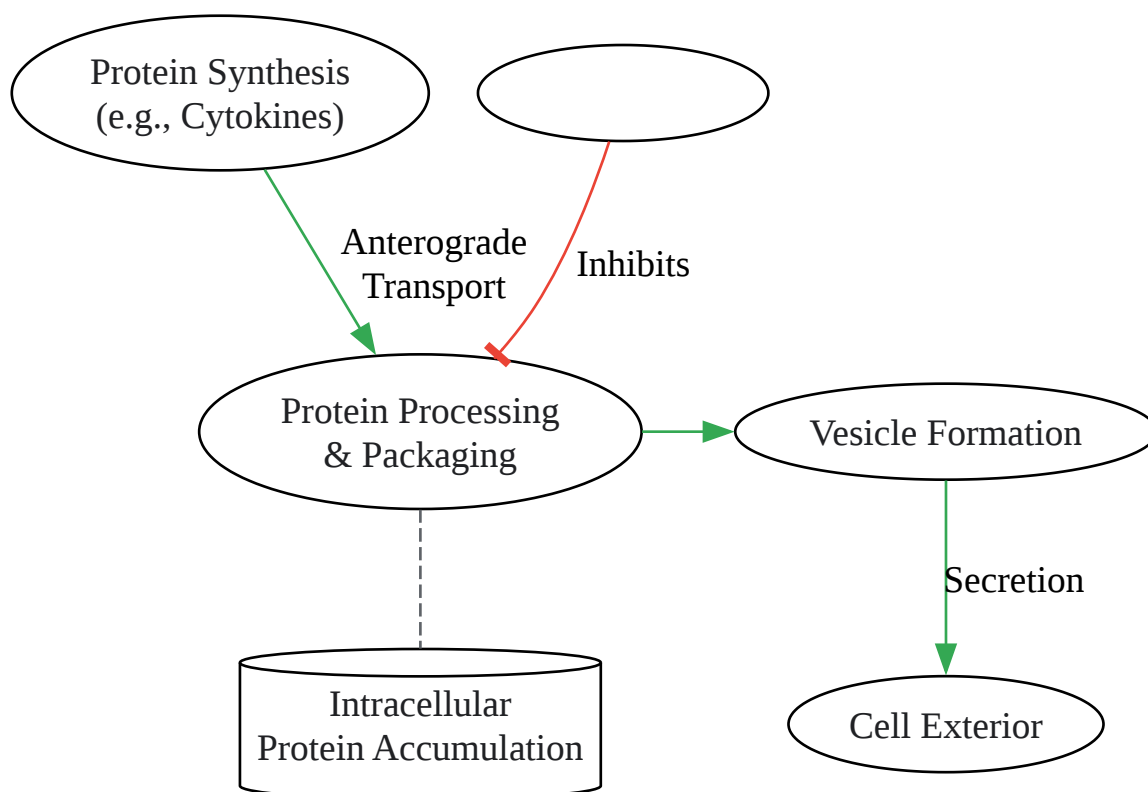 Protein Synthesis
(e.g., Cytokines)
Anterograde
Transport
Inhibits
Protein Processing
& Packaging
Vesicle Formation
Secretion
Intracellular
Protein Accumulation
Cell Exterior